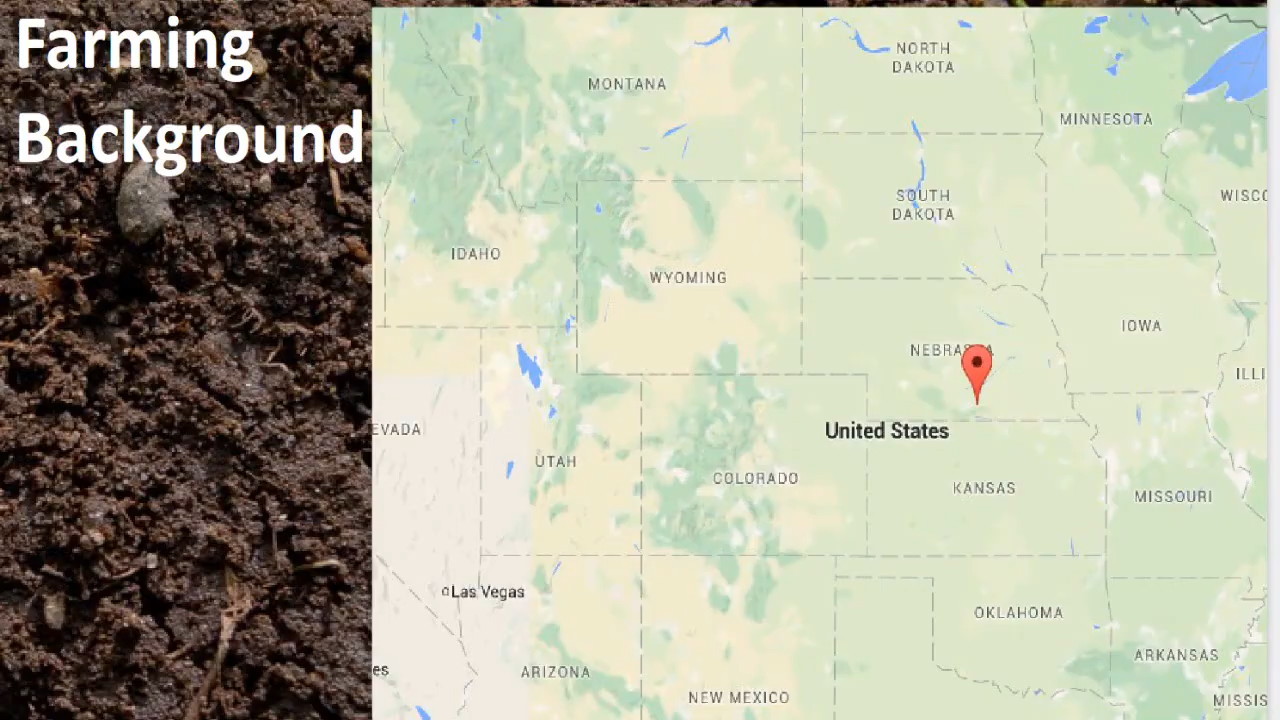 Farming
Background
NORTH
DAKOTA
MONTANA
MINNESOTA
SOUTH
DAKOTA
WISCO
IDAHO
WYOMING
IOWA
NEBRASKA
ILLI
EVADA
United States
UTAH
COLORADO
KANSAS
MISSOURI
Las Vegas
OKLAHOMA
ARKANSAS
es
ARIZONA
NEW MEXICO
MISSIS